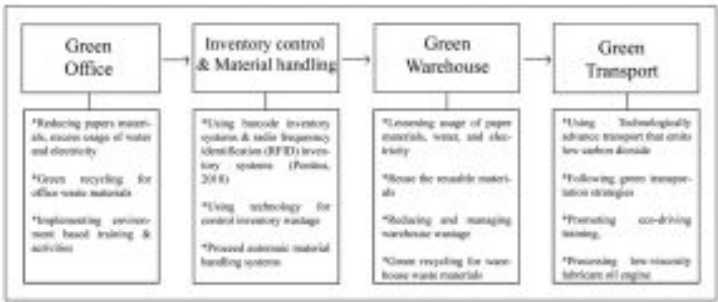 Green
Office
Inventory control
& Material handling
Green
Warehouse
Green
Transport
*Reducing papers materi-
als, excess usage of water
and electricity
*Green recycling for
office waste materials
*Implementing environ-
ment based training &
activities
*Using barcode inventory
systems & radio frequency
identification (RFID) inven-
tory systems
2018)
*Using technology for
control inventory wastage
*Proceed automatic material
handling systems
*Lessening usage of paper
materials, water, and elec-
tricity
*Reuse the reusable materi-
als
*Reducing and managing
warehouse wastage
*Green recycling for ware-
house waste materials
*Using Technologically
advance transport that emits
low carbon dioxide
*Following green transpor-
tation strategies
*Promoting eco-driving
training,
*Processing low-viscosity
lubricant oil engine